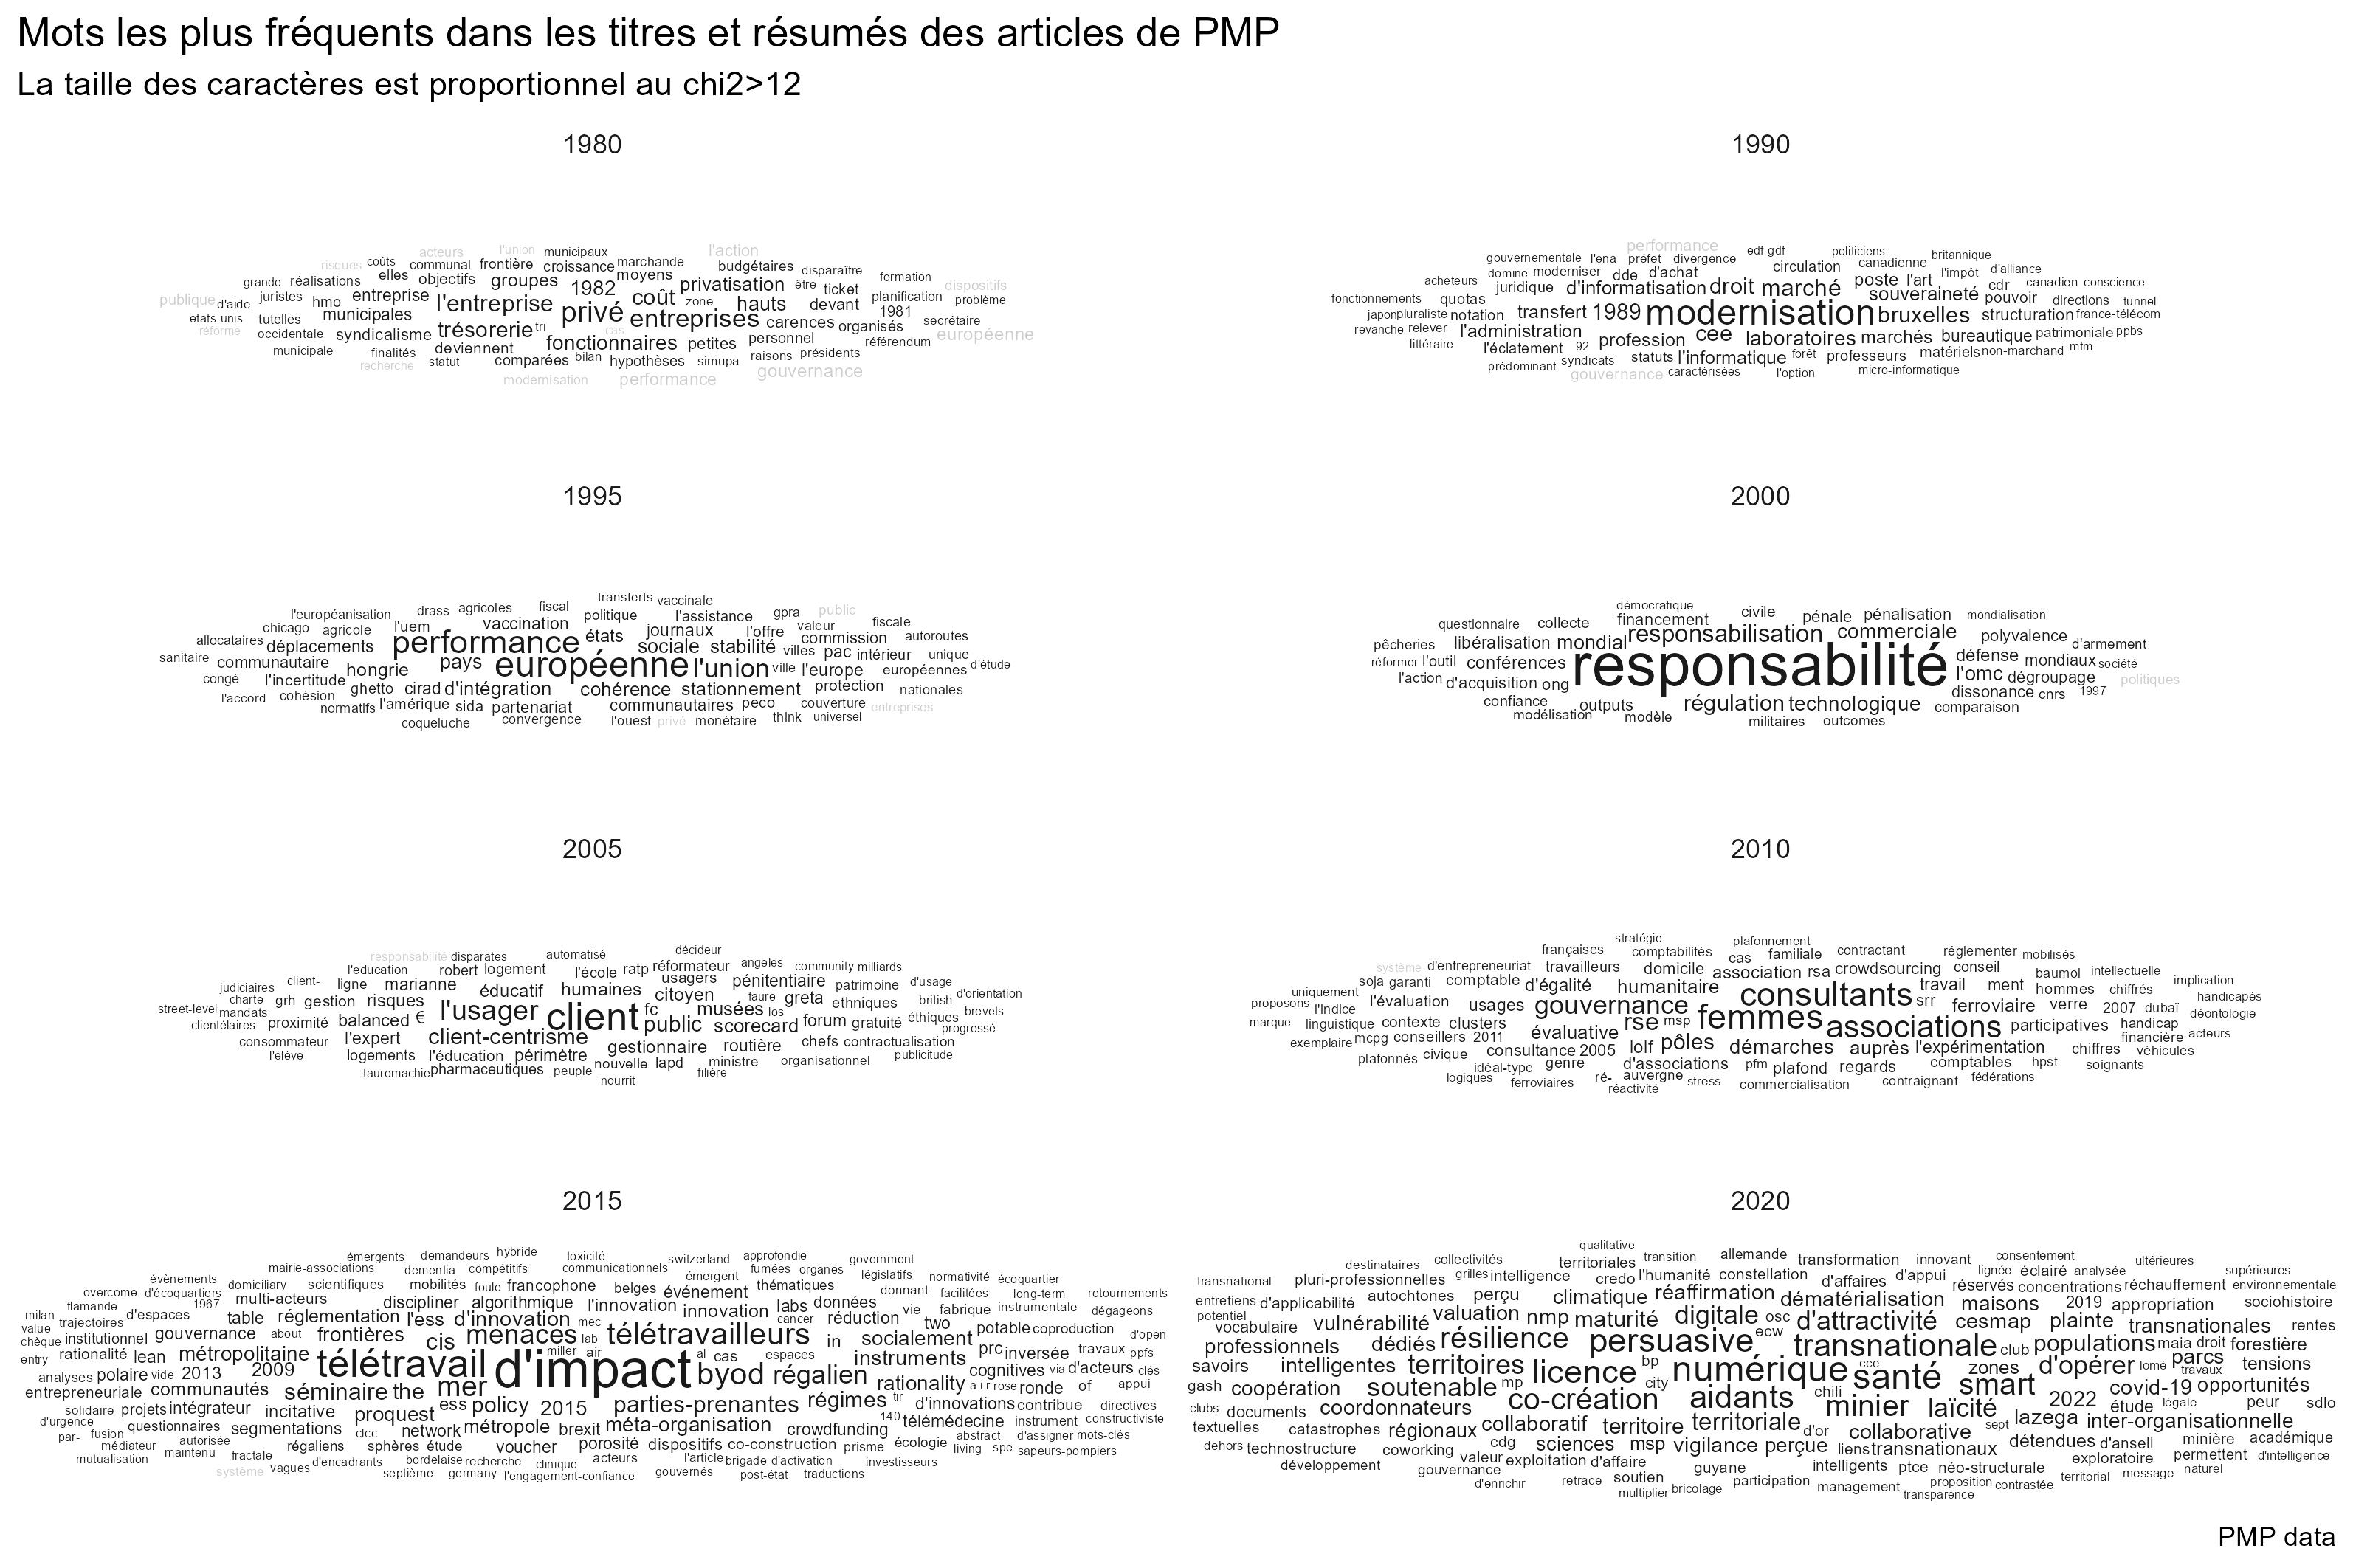 Mots les plus fréquents dans les titres et résumés des articles de PMP
La taille des caractères est proportionnel au chi2>12
1980
acteurs l'union municipaux l'action
risques coûts communal frontière croissance marchande budgétaires disparaître
grande réalisations elles objectifs groupes moyens privatisation être ticket formation dispositifs
publique d'aide juristes hmo entreprise l'entreprise 1982 privé coût zone hauts devant planification problème
etats-unis tutelles municipales trésorerie tri entreprises carences organisés 1981 secrétaire
réforme occidentale syndicalisme fonctionnaires cas petites personnel référendum européenne
municipale finalités deviennent comparées bilan hypothèses simupa raisons présidents
recherche statut modernisation performance gouvernance
1990
performance edf-gdf politiciens
gouvernementale l'ena préfet divergence circulation canadienne britannique
acheteurs domine moderniser dde d'achat poste l'art l'impôt d'alliance
juridique d'informatisation droit marché souveraineté cdr canadien conscience
fonctionnements quotas transfert 1989 modernisation bruxelles pouvoir directions tunnel
japon pluraliste notation structuration france-télécom
revanche relever l'administration profession cee laboratoires marchés bureautique patrimoniale ppbs
littéraire l'éclatement 92 syndicats statuts l'informatique forêt professeurs matériels non-marchand mtm
prédominant gouvernance caractérisées l'option micro-informatique
1995
transferts vaccinale
l'européanisation drass agricoles fiscal politique l'assistance gpra public
chicago agricole l'uem vaccination journaux l'offre valeur fiscale
allocataires déplacements performance états sociale stabilité villes commission pac autoroutes
sanitaire communautaire hongrie pays européenne l'union ville l'europe intérieur unique européennes d'étude
congé l'incertitude ghetto cirad d'intégration cohérence stationnement protection nationales
l'accord cohésion normatifs l'amérique sida partenariat communautaires peco couverture entreprises
coqueluche convergence l'ouest privé monétaire think universel
2000
démocratique civile
questionnaire collecte financement pénale pénalisation mondialisation
pêcheries libéralisation mondial responsabilisation commerciale polyvalence d'armement
réformer l'outil conférences responsabilité défense mondiaux société
l'action d'acquisition ong l'omc dégroupage politiques
confiance outputs régulation technologique dissonance cnrs 1997
modélisation modèle comparaison
militaires outcomes
2005
responsabilité disparates automatisé décideur
l'education robert logement l'école ratp réformateur angeles community milliards
judiciaires client- ligne marianne éducatif humaines usagers pénitentiaire patrimoine d'usage
charte grh gestion risques l'usager client citoyen faure greta ethniques british d'orientation
street-level mandats fc musées los éthiques brevets
clientélaires proximité balanced € public scorecard forum gratuité progressé
consommateur l'expert client-centrisme gestionnaire routière chefs contractualisation
l'élève logements l'éducation périmètre nouvelle lapd ministre organisationnel publicitude
tauromachie pharmaceutiques peuple nourrit filière
2010
stratégie plafonnement
françaises comptabilités cas familiale contractant réglementer mobilisés
système d'entrepreneuriat travailleurs domicile association rsa crowdsourcing conseil baumol intellectuelle
uniquement soja garanti comptable d'égalité humanitaire consultants travail ment hommes chiffrés implication
proposons l'indice l'évaluation usages gouvernance femmes srr ferroviaire verre 2007 dubaï handicapés
marque linguistique contexte clusters évaluative rse msp associations participatives handicap déontologie
exemplaire mcpg conseillers 2011 lolf pôles démarches auprès l'expérimentation financière acteurs
plafonnés civique consultance 2005 chiffres véhicules
idéal-type genre d'associations pfm plafond regards comptables hpst soignants
logiques ferroviaires ré- auvergne stress commercialisation contraignant fédérations
réactivité
2015
émergents demandeurs hybride toxicité switzerland approfondie government
mairie-associations dementia compétitifs communicationnels émergent fumées organes législatifs normativité écoquartier
évènements domiciliary scientifiques mobilités foule francophone belges événement thématiques donnant facilitées long-term retournements
overcome d'écoquartiers 1967 multi-acteurs discipliner algorithmique l'innovation innovation labs données vie fabrique instrumentale dégageons
milan flamande d'espaces table réglementation l'ess d'innovation mec cancer réduction two
value trajectoires frontières cis menaces lab télétravailleurs in socialement potable coproduction d'open
chèque institutionnel gouvernance about prc inversée travaux ppfs
entry rationalité lean métropolitaine miller air al cas espaces instruments cognitives via d'acteurs clés
analyses polaire vide 2013 2009 télétravail d'impact byod régalien rationality a.i.r rose ronde of appui
entrepreneuriale communautés séminaire the mer tir d'innovations contribue directives
solidaire projets intégrateur incitative proquest ess policy 2015 parties-prenantes régimes 140 télémédecine instrument constructiviste
d'urgence questionnaires segmentations network métropole brexit méta-organisation crowdfunding abstract d'assigner mots-clés
par- fusion autorisée clcc voucher porosité dispositifs co-construction prisme écologie living spe sapeurs-pompiers
médiateur maintenu fractale régaliens sphères étude clinique acteurs l'article brigade d'activation investisseurs
mutualisation système vagues d'encadrants bordelaise recherche gouvernés post-état traductions
septième germany l'engagement-confiance
2020
qualitative
destinataires collectivités territoriales transition allemande transformation innovant consentement ultérieures
transnational pluri-professionnelles grilles intelligence credo l'humanité constellation d'affaires d'appui lignée éclairé analysée supérieures
entretiens d'applicabilité autochtones perçu climatique réaffirmation dématérialisation réservés concentrations réchauffement environnementale
potentiel vocabulaire vulnérabilité valuation nmp maturité digitale osc d'attractivité maisons 2019 appropriation sociohistoire
professionnels dédiés résilience persuasive ecw cesmap plainte transnationales rentes
savoirs intelligentes territoires licence bp numérique transnationale club populations maia droit forestière
gash coopération soutenable mp city cce santé zones d'opérer lomé parcs travaux tensions
clubs documents coordonnateurs co-création aidants chili minier smart laïcité 2022 covid-19 opportunités
textuelles catastrophes régionaux collaboratif territoire territoriale d'or collaborative sept lazega étude légale peur sdlo
dehors technostructure coworking cdg sciences msp vigilance perçue liens transnationaux détendues inter-organisationnelle d'ansell minière académique
développement valeur exploitation d'affaire guyane intelligents ptce néo-structurale exploratoire permettent d'intelligence
gouvernance d'enrichir retrace soutien participation management proposition contrastée territorial message naturel
multiplier bricolage transparence
PMP data